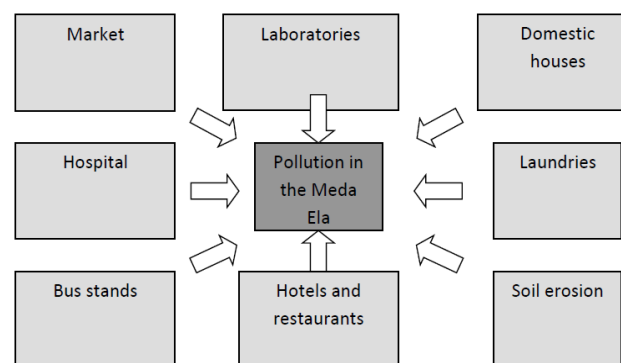 Market
Laboratories
Domestic
houses
Hospital
Pollution in
the Meda
Ela
Laundries
Bus stands
Hotels and
restaurants
Soil erosion